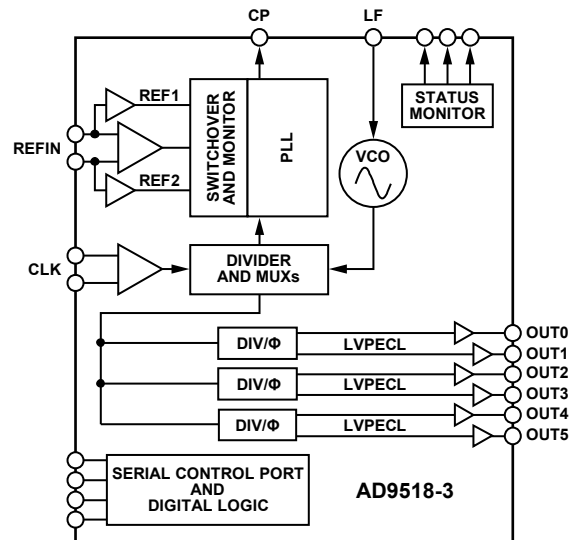 CP
LF
REF1
REFIN
REF2
SWITCHOVER
AND MONITOR
PLL
STATUS
MONITOR
VCO
CLK
DIVIDER
AND MUXs
DIV/Φ
LVPECL
OUT0
OUT1
DIV/Φ
LVPECL
OUT2
OUT3
DIV/Φ
LVPECL
OUT4
OUT5
SERIAL CONTROL PORT
AND
DIGITAL LOGIC
AD9518-3